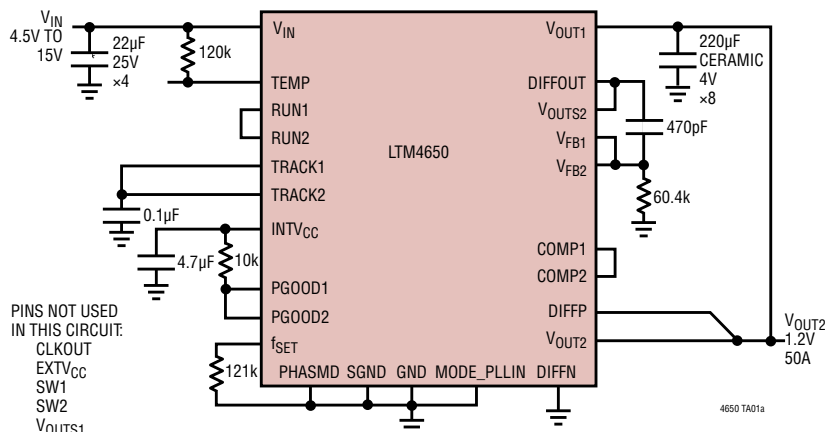 VIN
4.5V TO
15V
22µF
25V
×4
120k
VIN
TEMP
RUN1
RUN2
TRACK1
TRACK2
0.1µF
INTVCC
4.7µF
10k
PGOOD1
PGOOD2
fSET
121k
PHASMD SGND GND MODE_PLLIN DIFFN
LTM4650
VOUT1
DIFFOUT
VOUTS2
VFB1
VFB2
COMP1
COMP2
DIFFP
VOUT2
220µF
CERAMIC
4V
×8
470pF
60.4k
VOUT2
1.2V
50A
PINS NOT USED
IN THIS CIRCUIT:
CLKOUT
EXTVCC
SW1
SW2
VOUTS1
4650 TA01a